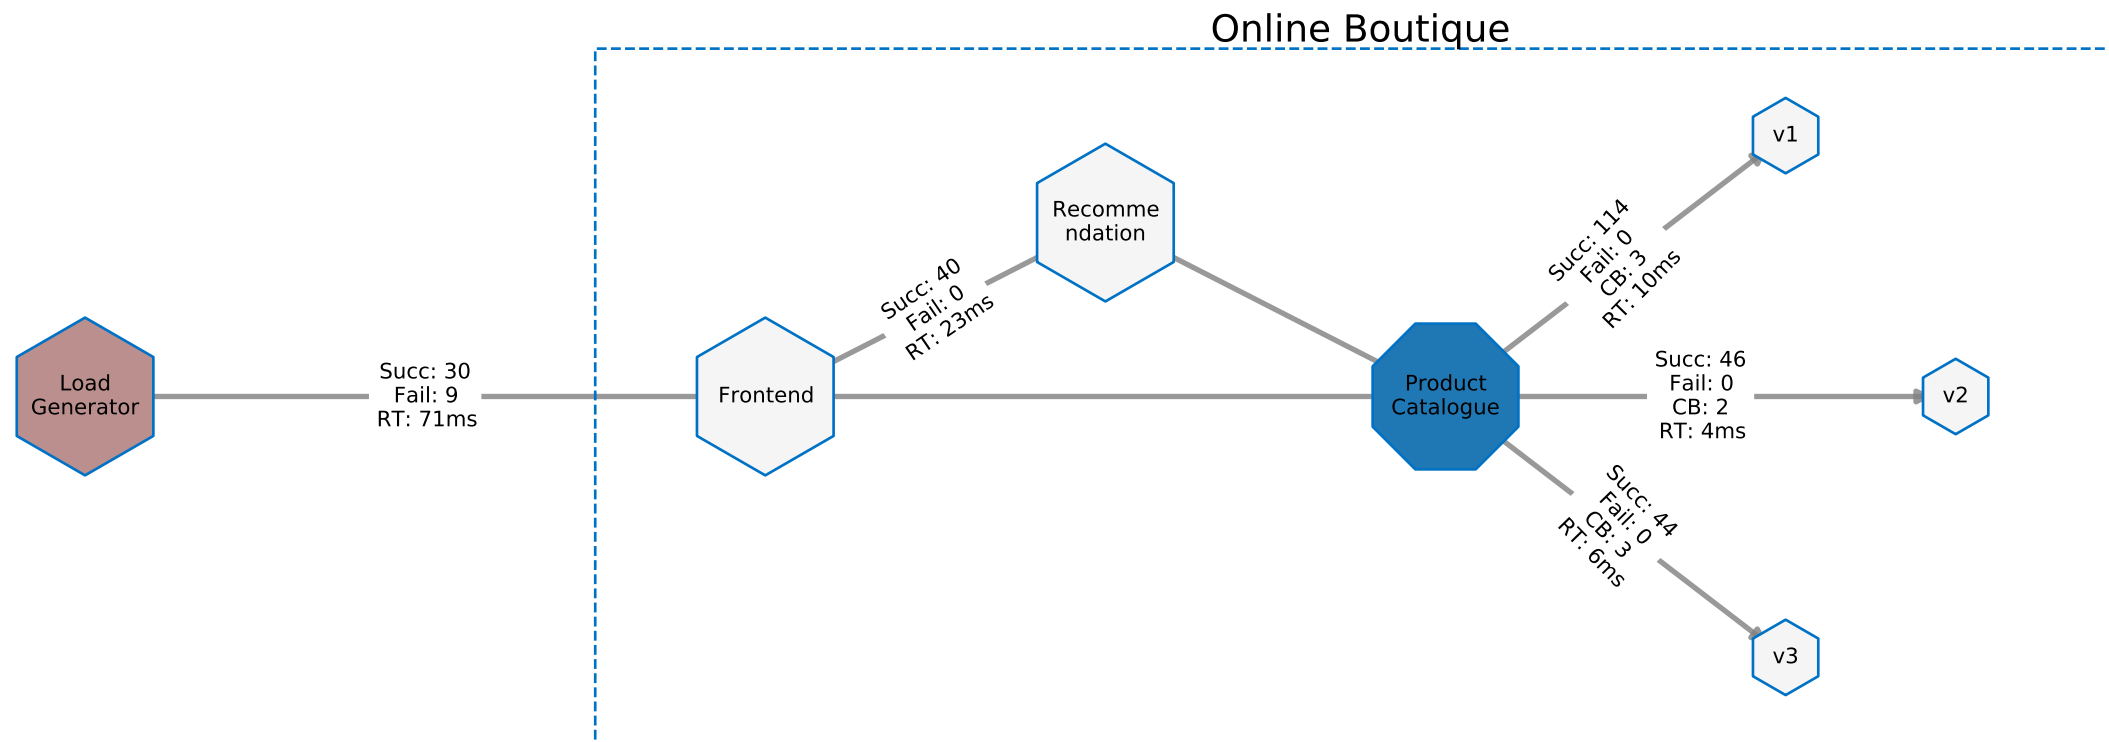 Online Boutique
Load
Generator
Succ: 30
Fail: 9
RT: 71ms
Frontend
Succ: 40
Fail: 0
RT: 23ms
Recomme
ndation
Product
Catalogue
Succ: 114
Fail: 0
CB: 3
RT: 10ms
v1
Succ: 46
Fail: 0
CB: 2
RT: 4ms
v2
Succ: 44
Fail: 0
CB: 3
RT: 6ms
v3